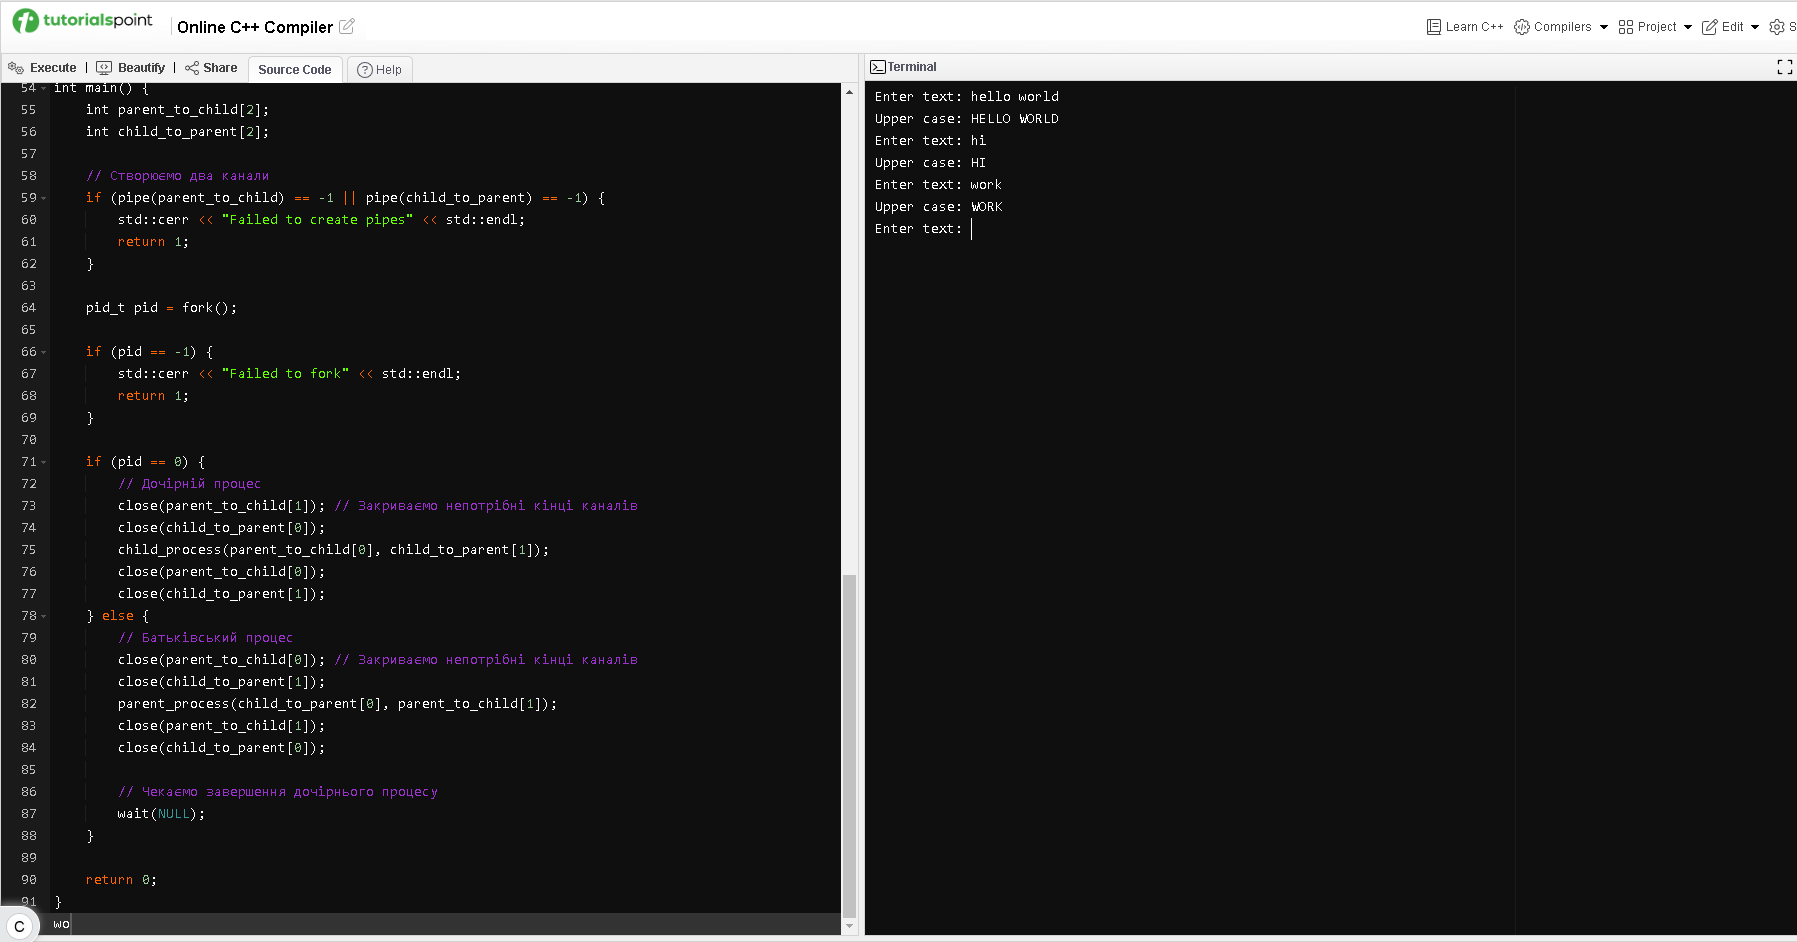 tutorialspoint
Online C++ Compiler
Learn C++ Compilers Project Edit S
Execute | Beautify | Share Source Code Help
54 int main() {
55 int parent_to_child[2];
56 int child_to_parent[2];
57
58 // Створюємо два канали
59 if (pipe(parent_to_child) == -1 || pipe(child_to_parent) == -1) {
60 std::cerr << "Failed to create pipes" << std::endl;
61 return 1;
62 }
63
64 pid_t pid = fork();
65
66 if (pid == -1) {
67 std::cerr << "Failed to fork" << std::endl;
68 return 1;
69 }
70
71 if (pid == 0) {
72 // Дочірній процес
73 close(parent_to_child[1]); // Закриваємо непотрібні кінці каналів
74 close(child_to_parent[0]);
75 child_process(parent_to_child[0], child_to_parent[1]);
76 close(parent_to_child[0]);
77 close(child_to_parent[1]);
78 } else {
79 // Батьківський процес
80 close(parent_to_child[0]); // Закриваємо непотрібні кінці каналів
81 close(child_to_parent[1]);
82 parent_process(child_to_parent[0], parent_to_child[1]);
83 close(parent_to_child[1]);
84 close(child_to_parent[0]);
85
86 // Чекаємо завершення дочірнього процесу
87 wait(NULL);
88 }
89
90 return 0;
91 }
wo
C
Terminal
Enter text: hello world
Upper case: HELLO WORLD
Enter text: hi
Upper case: HI
Enter text: work
Upper case: WORK
Enter text: